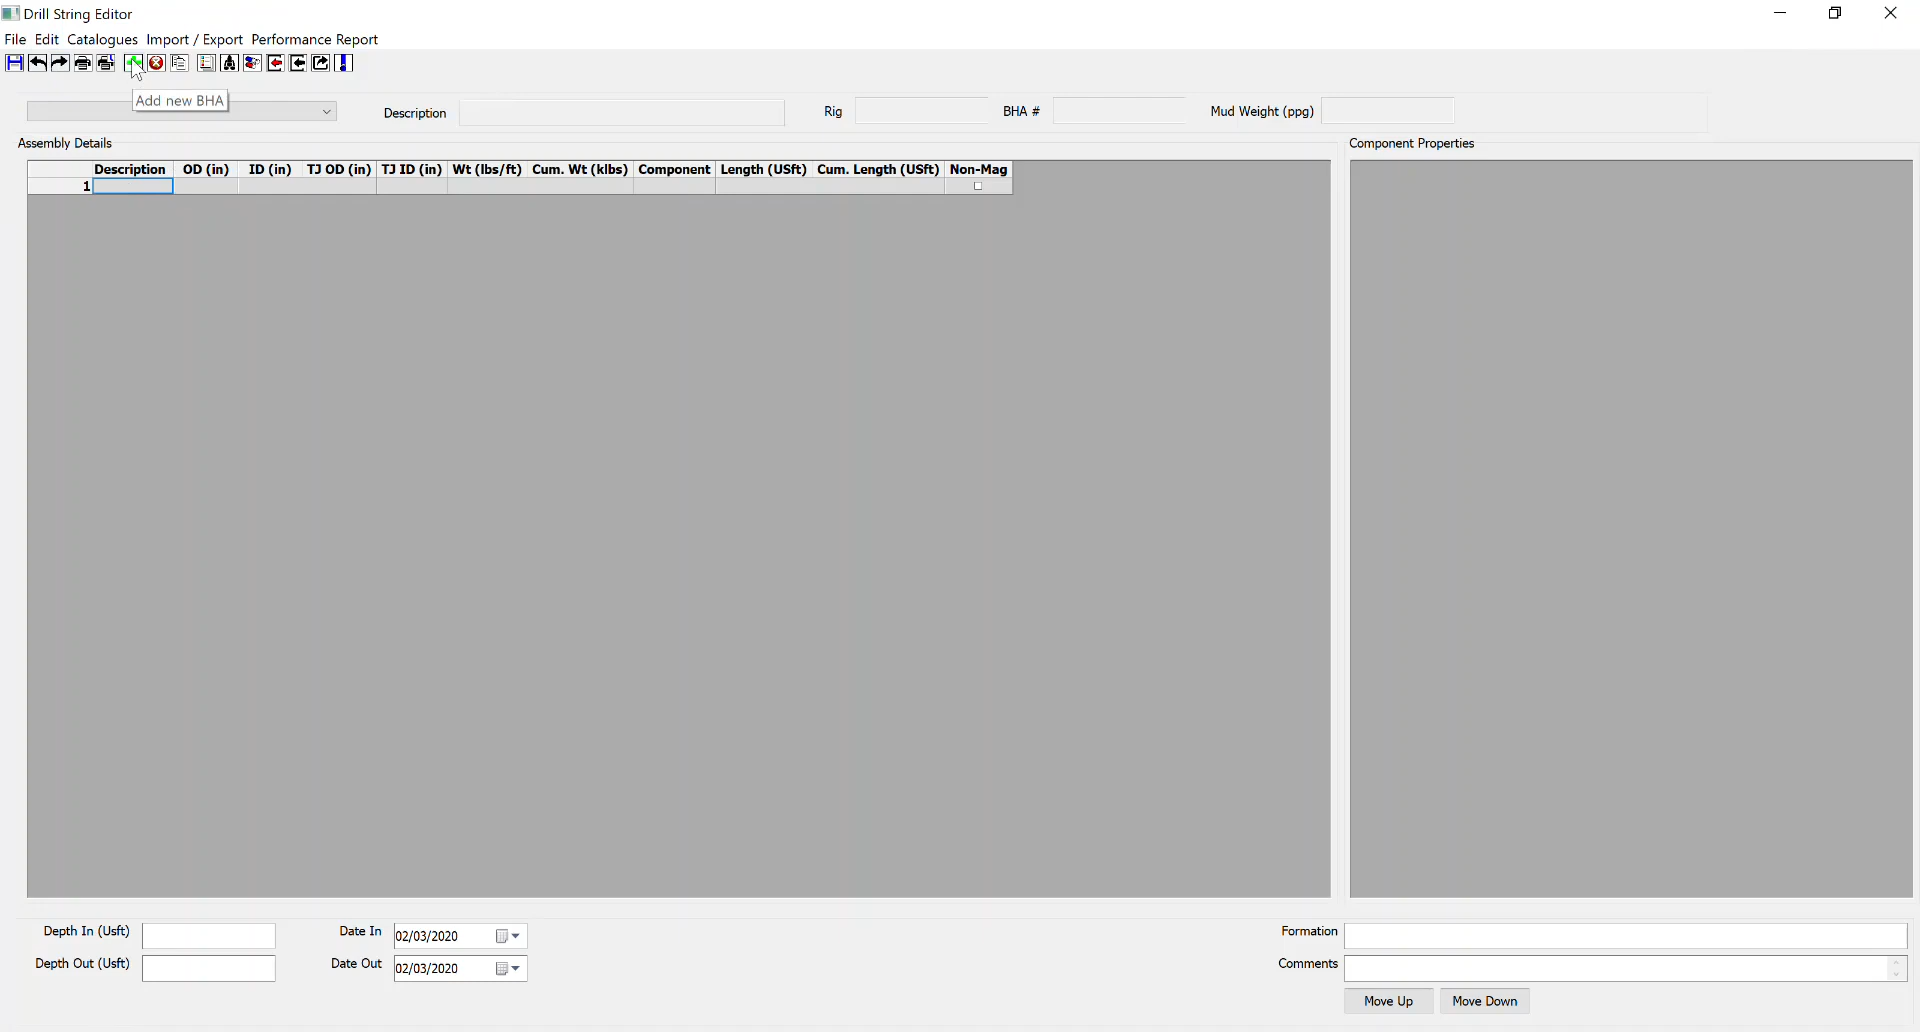 Drill String Editor
File Edit Catalogues Import / Export Performance Report
Add new BHA
Description Rig BHA # Mud Weight (ppg)
Assembly Details Component Properties
Description OD (in) ID (in) TJ OD (in) TJ ID (in) Wt (lbs/ft) Cum. Wt (klbs) Component Length (USft) Cum. Length (USft) Non-Mag
1
Depth In (Usft) Date In 02/03/2020 Formation
Depth Out (Usft) Date Out 02/03/2020 Comments
Move Up Move Down